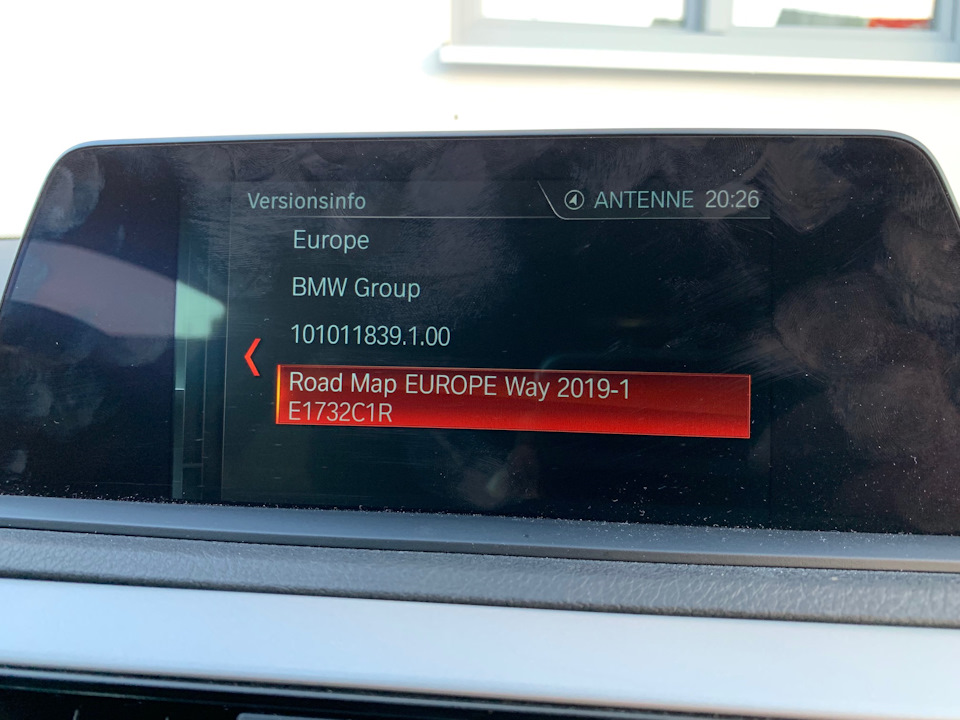 Versionsinfo
ANTENNE 20:26
Europe
BMW Group
101011839.1.00
Road Map EUROPE Way 2019-1
E1732C1R